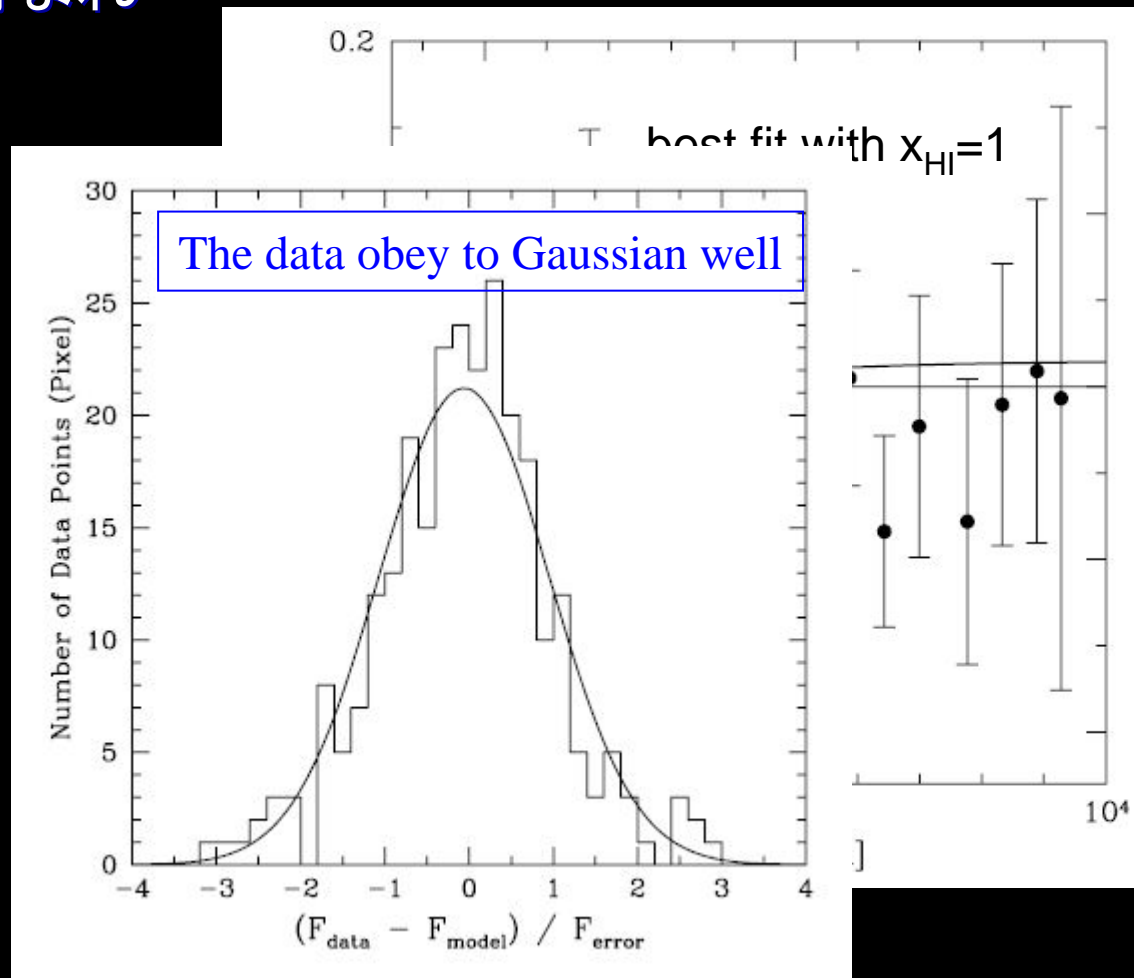 0.2
best fit with x_HI=1
10⁴
]
The data obey to Gaussian well
Number of Data Points (Pixel)
30
25
20
15
10
5
0
-4 -3 -2 -1 0 1 2 3 4
(F_data − F_model) / F_error